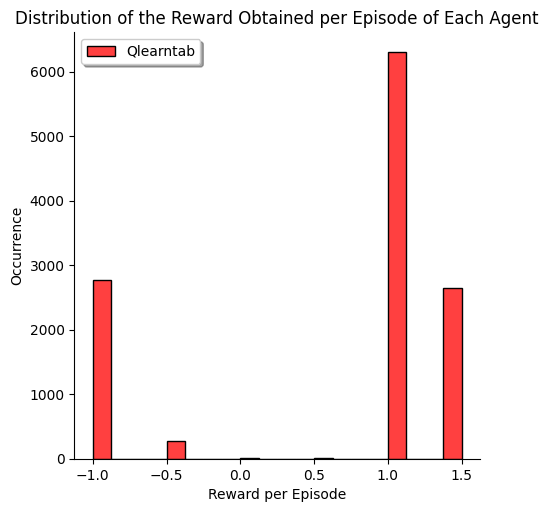 Distribution of the Reward Obtained per Episode of Each Agent
Qlearntab
6000
5000
4000
3000
2000
1000
0
Occurrence
−1.0 −0.5 0.0 0.5 1.0 1.5
Reward per Episode